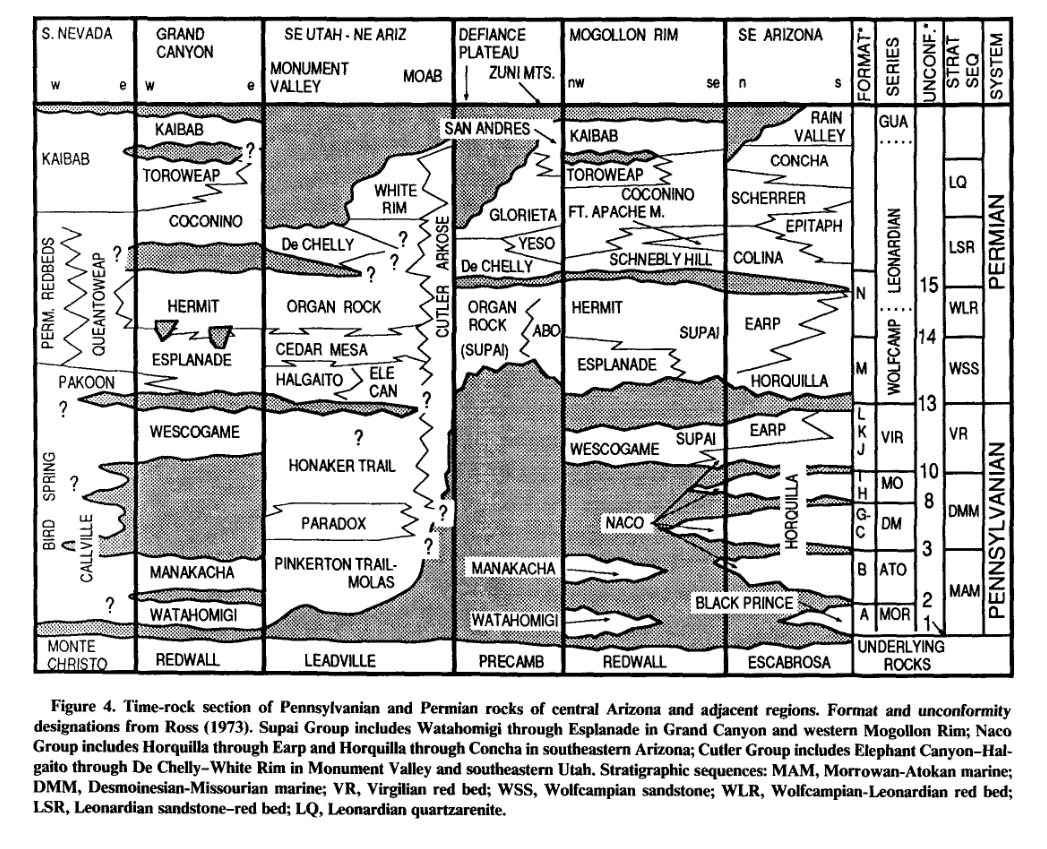 S. NEVADA
w e
GRAND
CANYON
w e
SE UTAH - NE ARIZ
MONUMENT
VALLEY
MOAB
DEFIANCE
PLATEAU
ZUNI MTS.
MOGOLLON RIM
nw se
SE ARIZONA
n s
FORMAT*
SERIES
UNCONF.*
STRAT
SEQ
SYSTEM
KAIBAB
PERM. REDBEDS
QUEANTOWEAP
?
PAKOON
?
BIRD SPRING
?
CALLVILLE
?
MONTE
CHRISTO
KAIBAB
?
TOROWEAP
COCONINO
HERMIT
ESPLANADE
WESCOGAME
MANAKACHA
WATAHOMIGI
REDWALL
WHITE
RIM
De CHELLY
?
?
?
ORGAN ROCK
CEDAR MESA
HALGAITO
ELE
CAN
?
CUTLER ARKOSE
?
HONAKER TRAIL
PARADOX
?
?
PINKERTON TRAIL-
MOLAS
LEADVILLE
SAN ANDRES
GLORIETA
YESO
De CHELLY
ORGAN
ROCK
(SUPAI)
ABO
PRECAMB
KAIBAB
TOROWEAP
COCONINO
FT. APACHE M.
SCHNEBLY HILL
HERMIT
SUPAI
ESPLANADE
WESCOGAME
SUPAI
NACO
MANAKACHA
WATAHOMIGI
REDWALL
RAIN
VALLEY
CONCHA
SCHERRER
EPITAPH
COLINA
EARP
HORQUILLA
EARP
HORQUILLA
BLACK PRINCE
ESCABROSA
N
M
L
K
J
I
H
G-
C
B
A
GUA
LEONARDIAN
WOLFCAMP
VIR
MO
DM
ATO
MOR
15
14
13
10
8
3
2
1
LQ
LSR
WLR
WSS
VR
DMM
MAM
PERMIAN
PENNSYLVANIAN
UNDERLYING
ROCKS
Figure 4. Time-rock section of Pennsylvanian and Permian rocks of central Arizona and adjacent regions. Format and unconformity
designations from Ross (1973). Supai Group includes Watahomigi through Esplanade in Grand Canyon and western Mogollon Rim; Naco
Group includes Horquilla through Earp and Horquilla through Concha in southeastern Arizona; Cutler Group includes Elephant Canyon–Hal-
gaito through De Chelly–White Rim in Monument Valley and southeastern Utah. Stratigraphic sequences: MAM, Morrowan-Atokan marine;
DMM, Desmoinesian-Missourian marine; VR, Virgilian red bed; WSS, Wolfcampian sandstone; WLR, Wolfcampian-Leonardian red bed;
LSR, Leonardian sandstone–red bed; LQ, Leonardian quartzarenite.